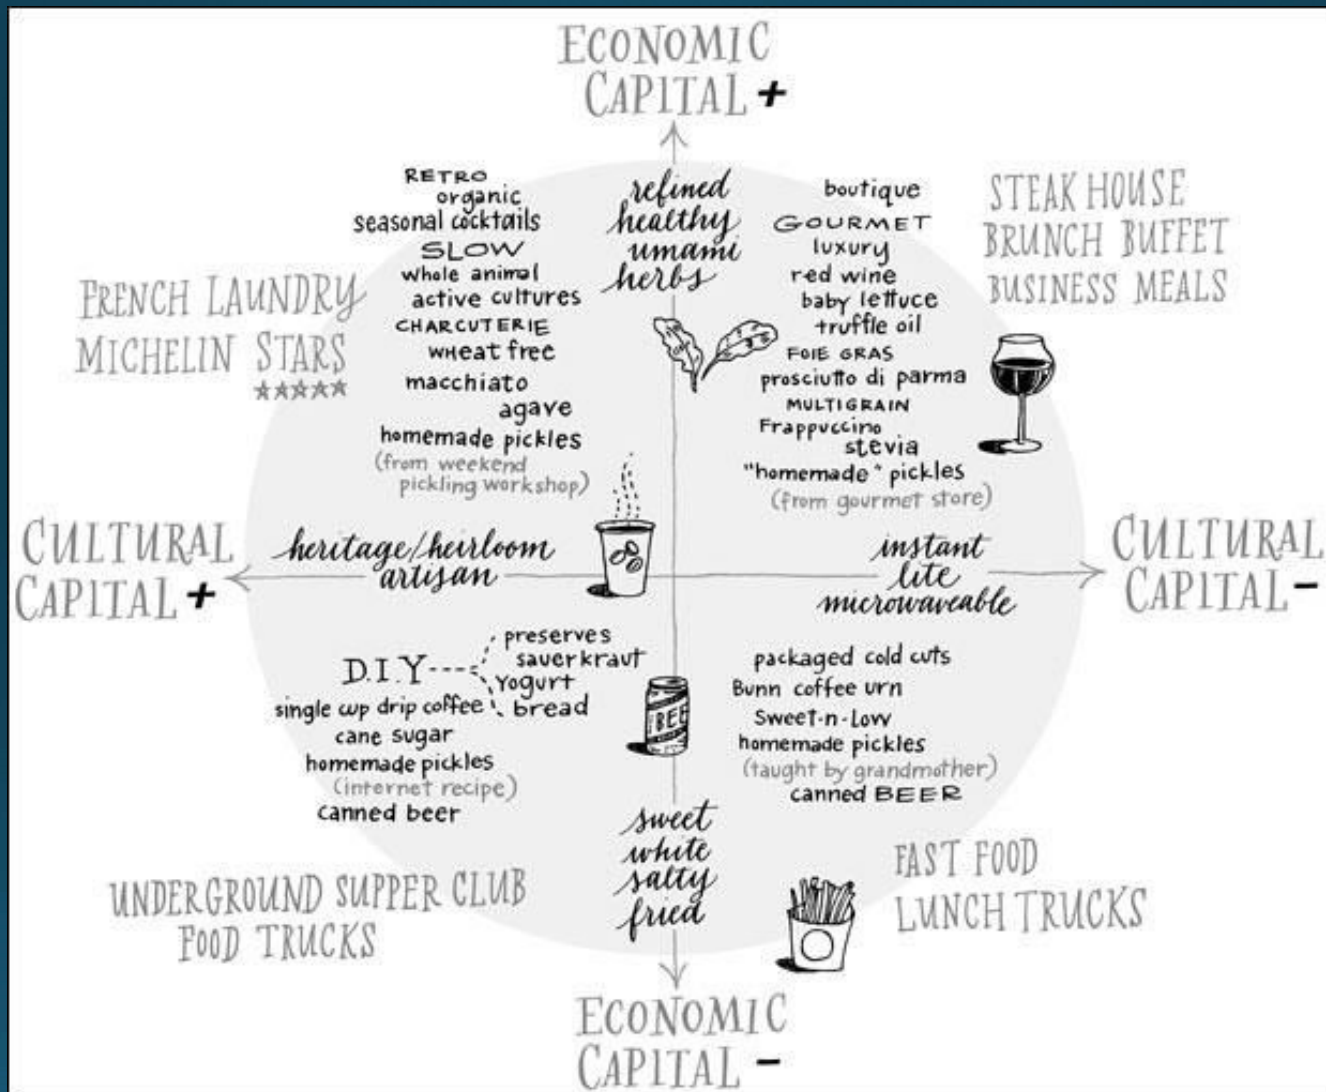 ECONOMIC
CAPITAL +
RETRO
organic
seasonal cocktails
SLOW
whole animal
active cultures
CHARCUTERIE
wheat free
macchiato
agave
homemade pickles
(from weekend
pickling workshop)
refined
healthy
umami
herbs
boutique
GOURMET
luxury
red wine
baby lettuce
truffle oil
FOIE GRAS
prosciutto di parma
MULTIGRAIN
Frappuccino
stevia
"homemade" pickles
(from gourmet store)
STEAK HOUSE
BRUNCH BUFFET
BUSINESS MEALS
FRENCH LAUNDRY
MICHELIN STARS
CULTURAL
CAPITAL +
heritage/heirloom
artisan
instant
lite
microwaveable
CULTURAL
CAPITAL -
D.I.Y
preserves
sauerkraut
yogurt
bread
single cup drip coffee
cane sugar
homemade pickles
(internet recipe)
canned beer
BEE
packaged cold cuts
Bunn coffee urn
Sweet-n-Low
homemade pickles
(taught by grandmother)
canned BEER
sweet
white
salty
fried
UNDERGROUND SUPPER CLUB
FOOD TRUCKS
FAST FOOD
LUNCH TRUCKS
ECONOMIC
CAPITAL -